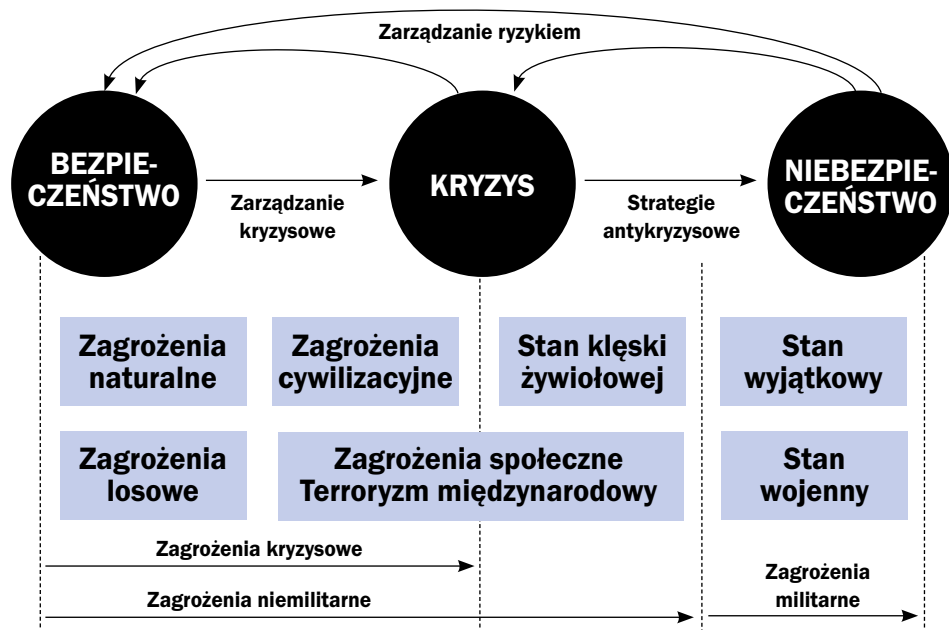 Zarządzanie ryzykiem
BEZPIE-
CZEŃSTWO
Zarządzanie
kryzysowe
KRYZYS
Strategie
antykryzysowe
NIEBEZPIE-
CZEŃSTWO
Zagrożenia
naturalne
Zagrożenia
cywilizacyjne
Stan klęski
żywiołowej
Stan
wyjątkowy
Zagrożenia
losowe
Zagrożenia społeczne
Terroryzm międzynarodowy
Stan
wojenny
Zagrożenia kryzysowe
Zagrożenia niemilitarne
Zagrożenia
militarne